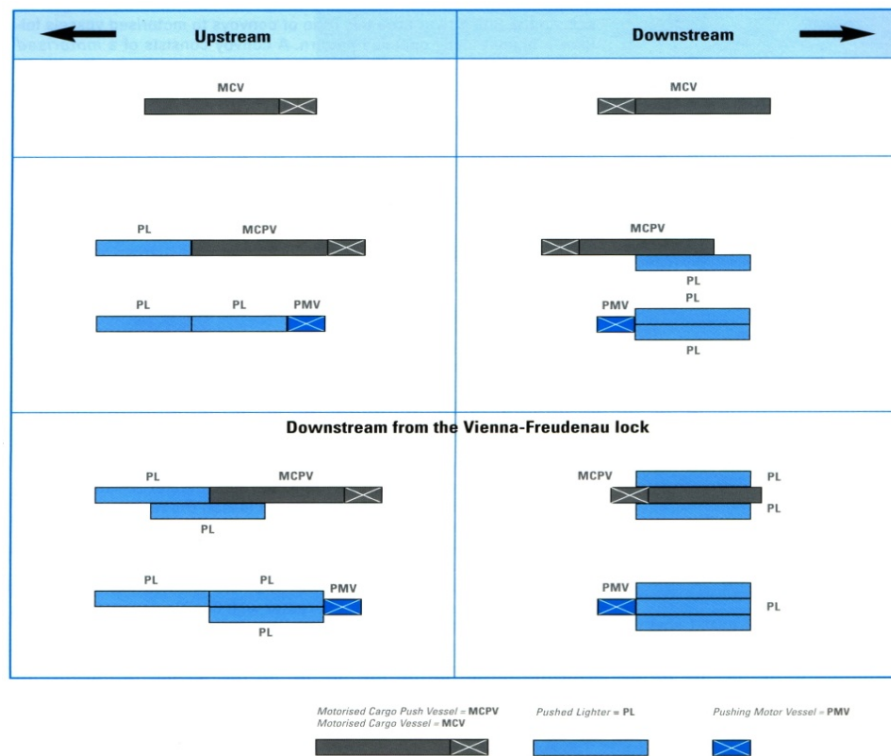 Upstream
Downstream
MCV
MCV
PL MCPV
MCPV
PL
PL PL PMV
PMV PL
PL
Downstream from the Vienna-Freudenau lock
PL MCPV
PL
MCPV PL
PL
PL PL PMV
PL
PMV PL
Motorised Cargo Push Vessel = MCPV
Motorised Cargo Vessel = MCV
Pushed Lighter = PL
Pushing Motor Vessel = PMV